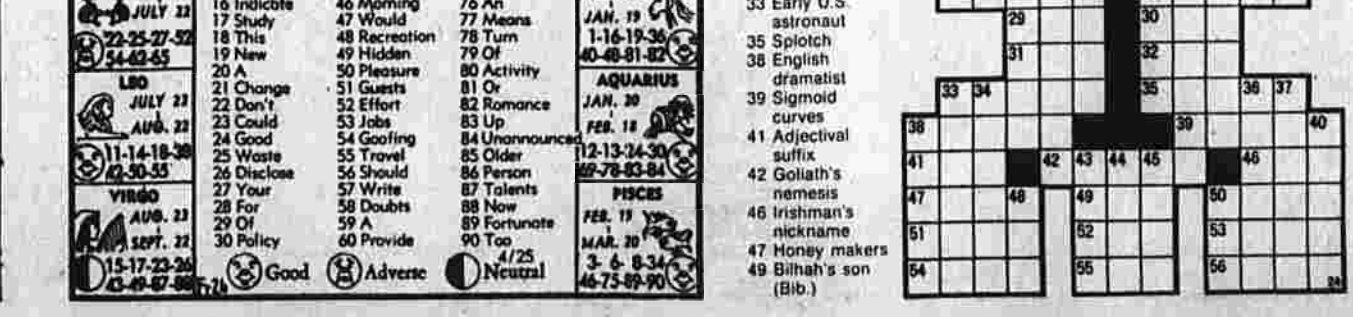 JULY 22
22-25-27-52
54-62-65
LEO
JULY 23
AUG. 22
11-14-18-39
42-50-55
VIRGO
AUG. 23
SEPT. 22
15-17-23-26
43-49-87-88
16 Indicate
17 Study
18 This
19 New
20 A
21 Change
22 Don't
23 Could
24 Good
25 Waste
26 Disclose
27 Your
28 For
29 Of
30 Policy
46 Morning
47 Would
48 Recreation
49 Hidden
50 Pleasure
51 Guests
52 Effort
53 Jobs
54 Goofing
55 Travel
56 Should
57 Write
58 Doubts
59 A
60 Provide
76 An
77 Means
78 Turn
79 Of
80 Activity
81 Or
82 Romance
83 Up
84 Unannounced
85 Older
86 Person
87 Talents
88 Now
89 Fortunate
90 Too
4/25
Good
Adverse
Neutral
JAN. 19
1-16-19-36
40-48-81-82
AQUARIUS
JAN. 20
FEB. 18
12-13-24-30
69-78-83-84
PISCES
FEB. 19
MAR. 20
3- 6- 8-34
46-75-89-90
33 Early U.S.
astronaut
35 Splotch
38 English
dramatist
39 Sigmoid
curves
41 Adjectival
suffix
42 Goliath's
nemesis
46 Irishman's
nickname
47 Honey makers
49 Bilhah's son
(Bib.)
29 30
31 32
33 34 35 36 37
38 39 40
41 42 43 44 45 46
47 48 49 50
51 52 53
54 55 56